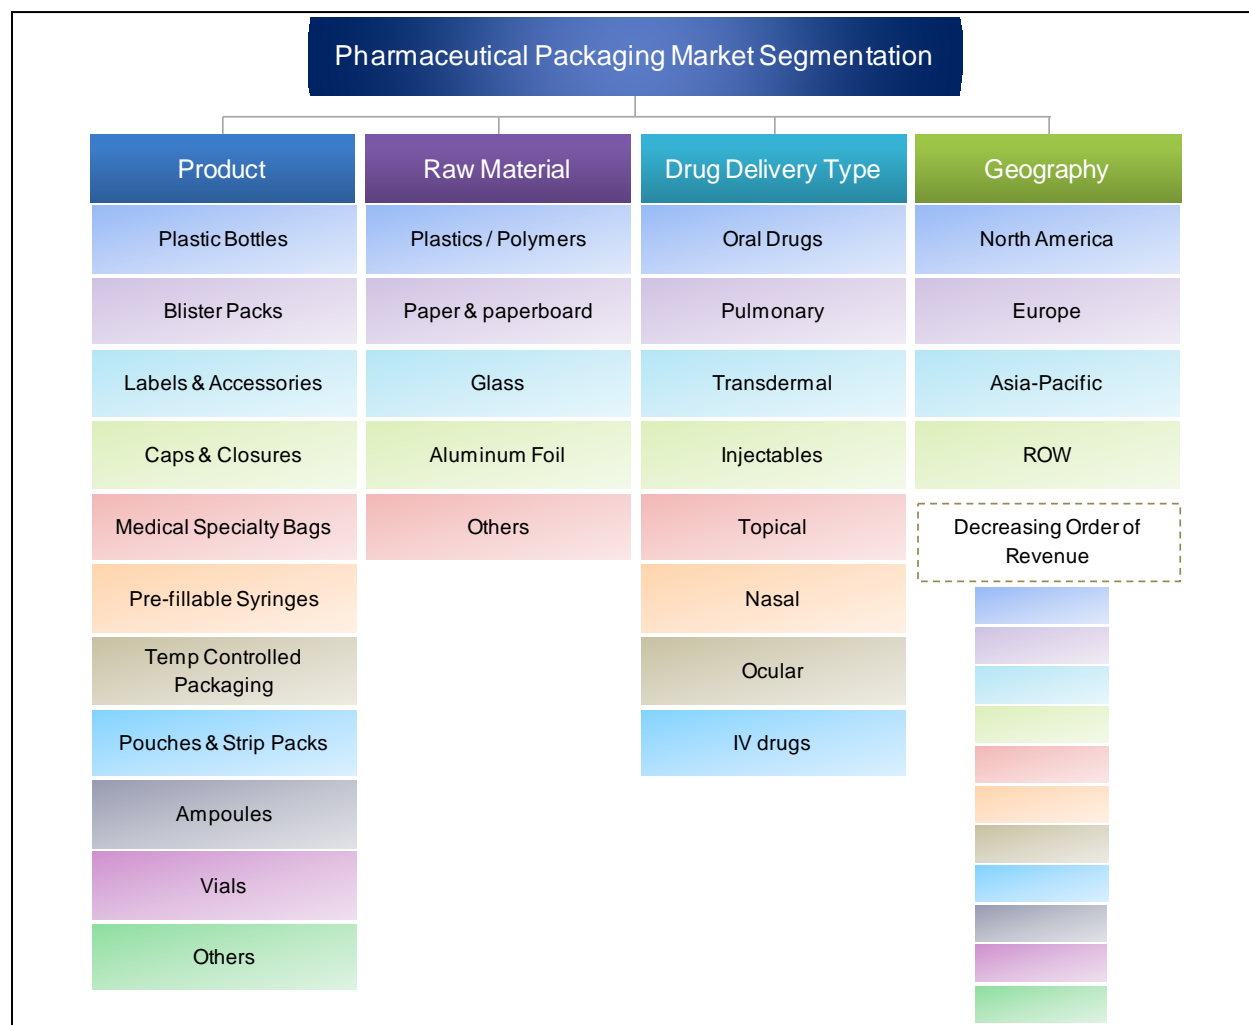 Pharmaceutical Packaging Market Segmentation
Product
Plastic Bottles
Blister Packs
Labels & Accessories
Caps & Closures
Medical Specialty Bags
Pre-fillable Syringes
Temp Controlled
Packaging
Pouches & Strip Packs
Ampoules
Vials
Others
Raw Material
Plastics / Polymers
Paper & paperboard
Glass
Aluminum Foil
Others
Drug Delivery Type
Oral Drugs
Pulmonary
Transdermal
Injectables
Topical
Nasal
Ocular
IV drugs
Geography
North America
Europe
Asia-Pacific
ROW
Decreasing Order of
Revenue